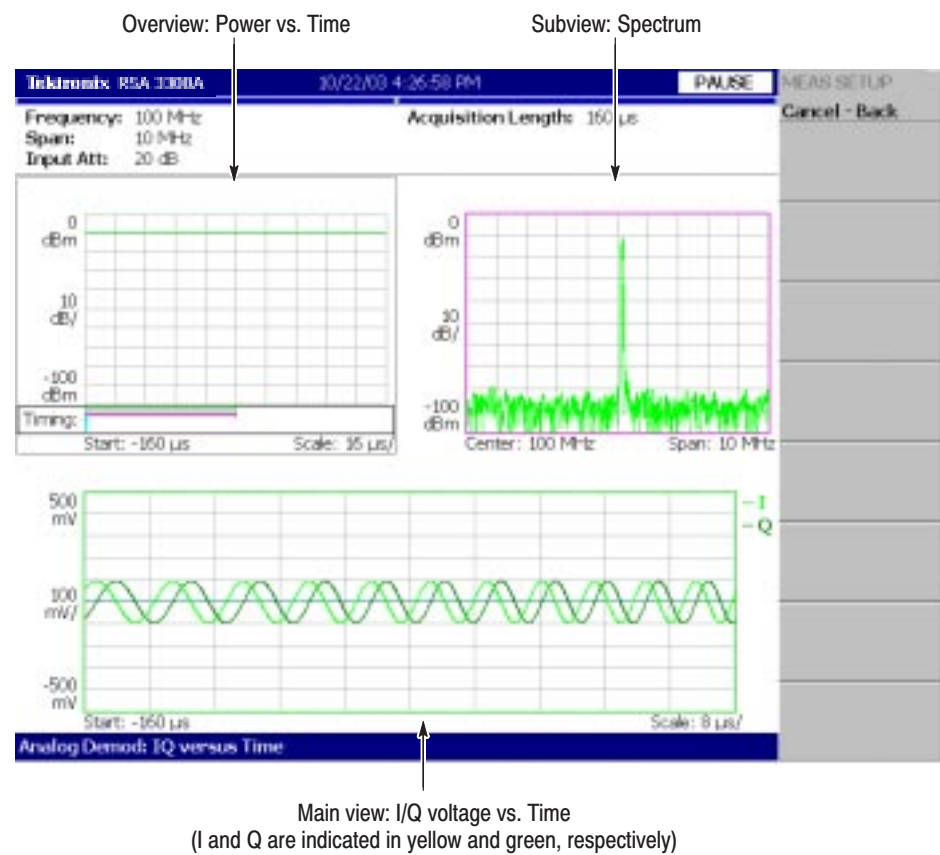 Overview: Power vs. Time
Subview: Spectrum
Tektronix RSA 3308A
10/22/03 4:26:58 PM
PAUSE
MEAS SETUP
Cancel - Back
Frequency: 100 MHz
Acquisition Length: 160 µs
Span: 10 MHz
Input Att: 20 dB
0
dBm
10
dB/
-100
dBm
Timing:
Start: -160 µs
Scale: 16 µs/
0
dBm
10
dB/
-100
dBm
Center: 100 MHz
Span: 10 MHz
500
mV
100
mV/
-500
mV
I
Q
Start: -160 µs
Scale: 8 µs/
Analog Demod: IQ versus Time
Main view: I/Q voltage vs. Time
(I and Q are indicated in yellow and green, respectively)